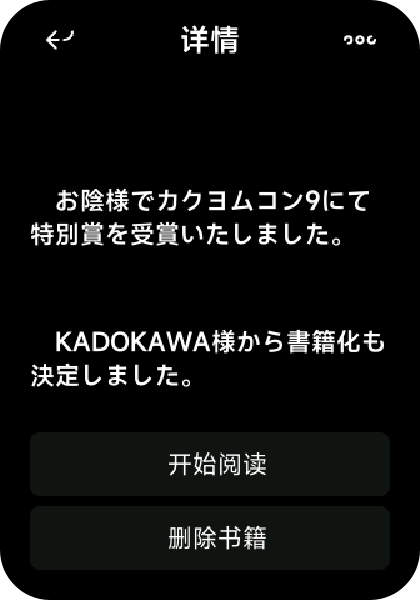 详情
お陰様でカクヨムコン9にて
特別賞を受賞いたしました。
KADOKAWA様から書籍化も
決定しました。
开始阅读
删除书籍